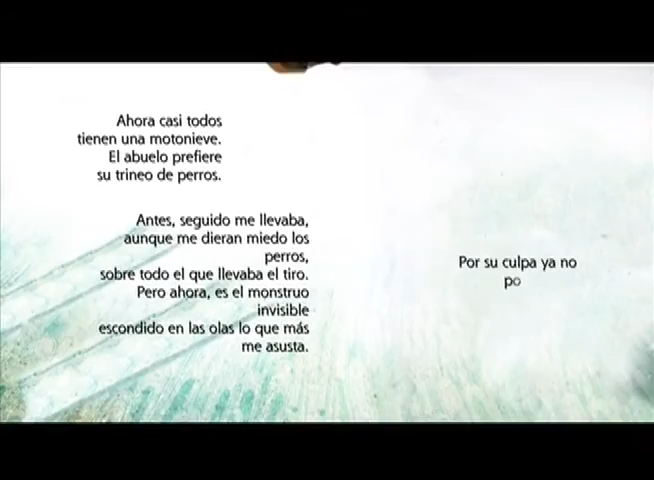 Ahora casi todos
tienen una motonieve.
El abuelo prefiere
su trineo de perros.
Antes, seguido me llevaba,
aunque me dieran miedo los
perros,
sobre todo el que llevaba el tiro.
Pero ahora, es el monstruo
invisible
escondido en las olas lo que más
me asusta.
Por su culpa ya no
po